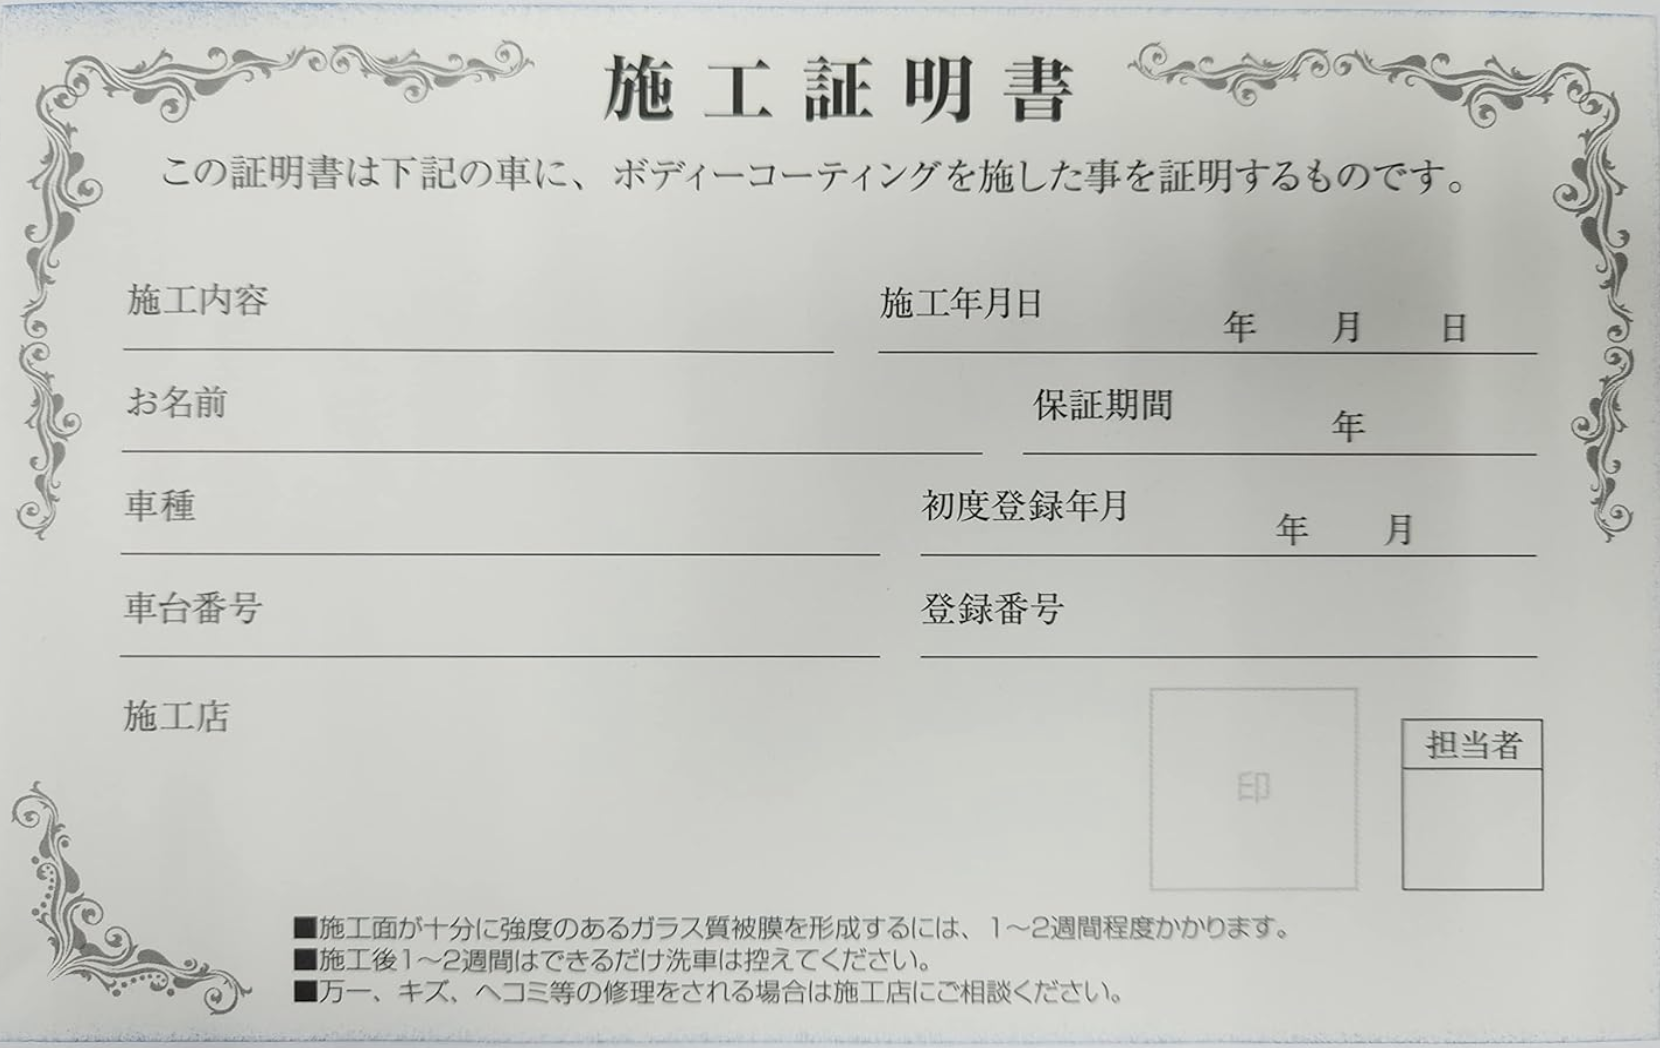 施工証明書
この証明書は下記の車に、ボディーコーティングを施した事を証明するものです。
施工内容
施工年月日 年 月 日
お名前
保証期間 年
車種
初度登録年月 年 月
車台番号
登録番号
施工店
印
担当者
■施工面が十分に強度のあるガラス質被膜を形成するには、1〜2週間程度かかります。
■施工後1〜2週間はできるだけ洗車は控えてください。
■万一、キズ、ヘコミ等の修理をされる場合は施工店にご相談ください。